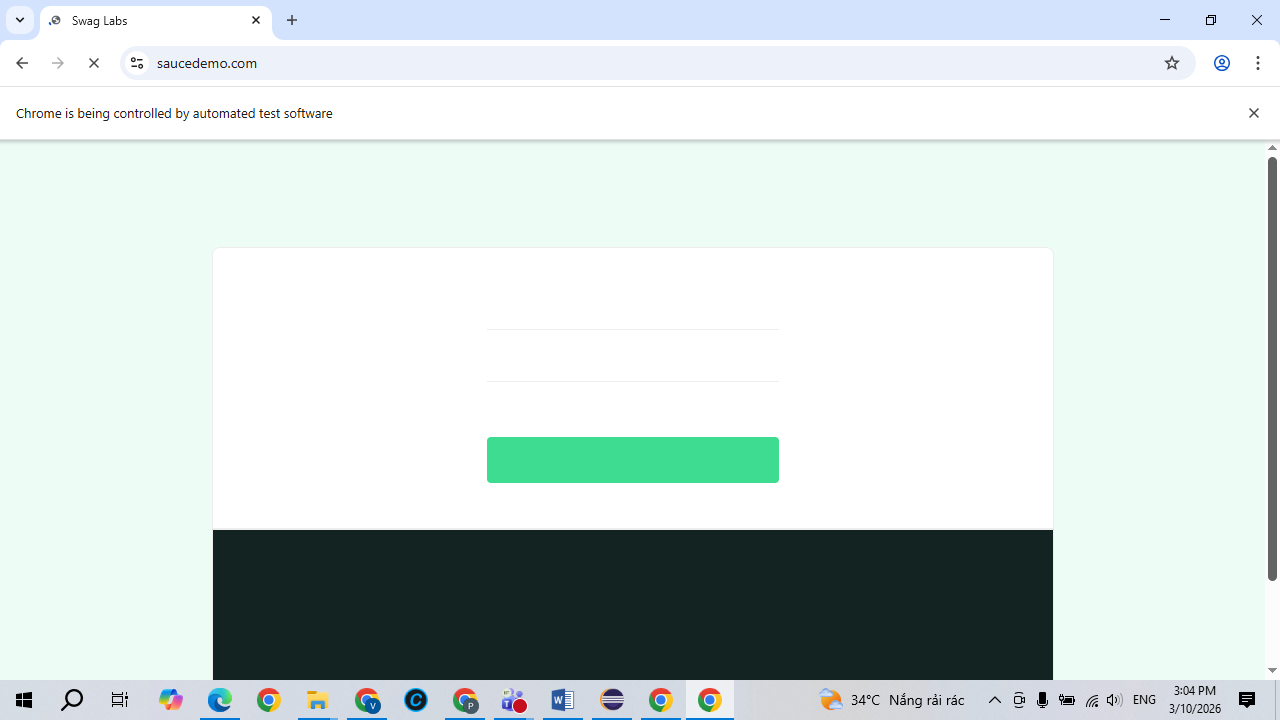 Swag Labs
saucedemo.com
Chrome is being controlled by automated test software
V
P
34°C Nắng rải rác
ENG
3:04 PM
3/10/2026